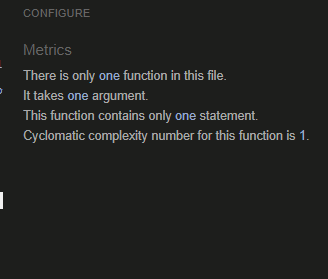 CONFIGURE
Metrics
There is only one function in this file.
It takes one argument.
This function contains only one statement.
Cyclomatic complexity number for this function is 1.